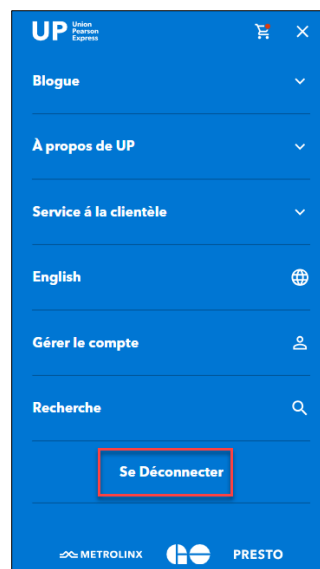 UP Union
Pearson
Express
Blogue
À propos de UP
Service á la clientèle
English
Gérer le compte
Recherche
Se Déconnecter
METROLINX GO PRESTO